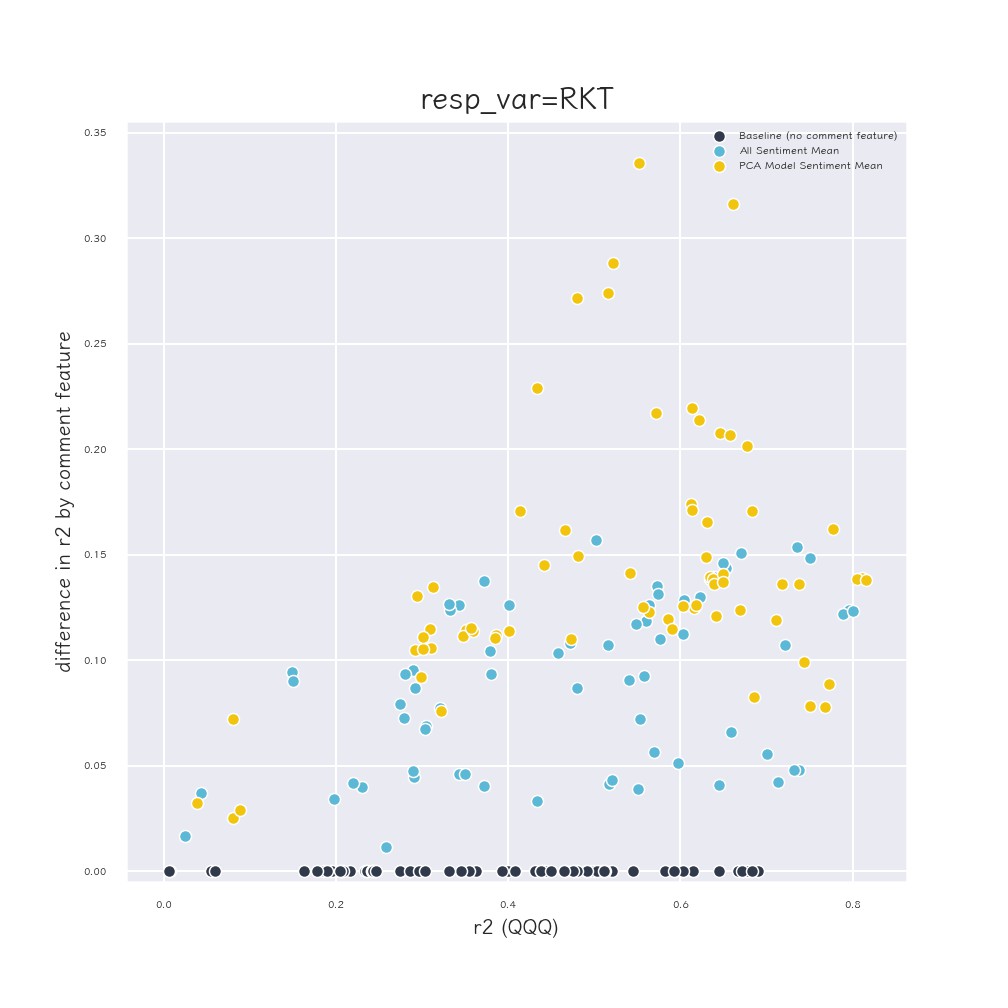 resp_var=RKT
Baseline (no comment feature)
All Sentiment Mean
PCA Model Sentiment Mean
difference in r2 by comment feature
0.35
0.30
0.25
0.20
0.15
0.10
0.05
0.00
0.0 0.2 0.4 0.6 0.8
r2 (QQQ)